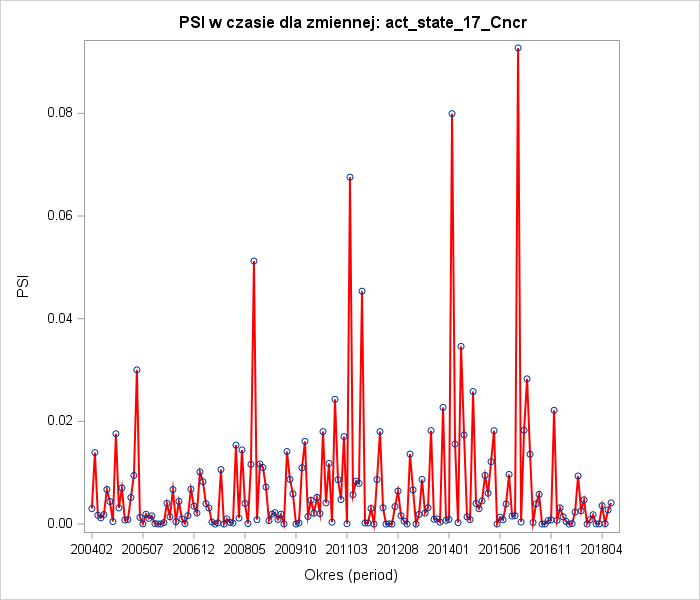 PSI w czasie dla zmiennej: act_state_17_Cncr
0.08
0.06
0.04
0.02
0.00
PSI
200402 200507 200612 200805 200910 201103 201208 201401 201506 201611 201804
Okres (period)